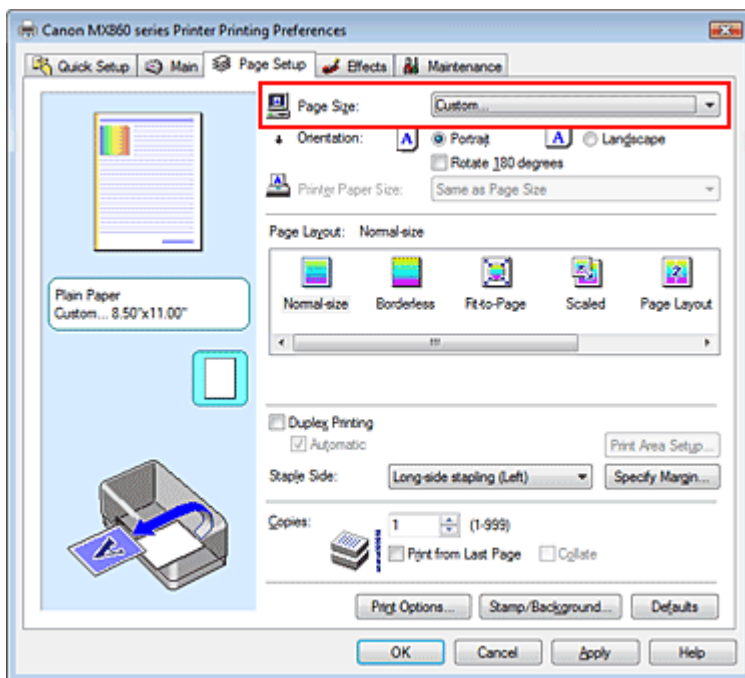 Canon MX860 series Printer Printing Preferences
Quick Setup Main Page Setup Effects Maintenance
Page Size: Custom...
A
Orientation: A Portrait A Landscape
Rotate 180 degrees
Printer Paper Size: Same as Page Size
Page Layout: Normal-size
Normal-size Borderless Fit-to-Page Scaled Page Layout
Plain Paper
Custom... 8.50"x11.00"
Duplex Printing
Automatic Print Area Setup...
Staple Side: Long-side stapling (Left) Specify Margin...
Copies: 1 (1-999)
Print from Last Page Collate
Print Options... Stamp/Background... Defaults
OK Cancel Apply Help